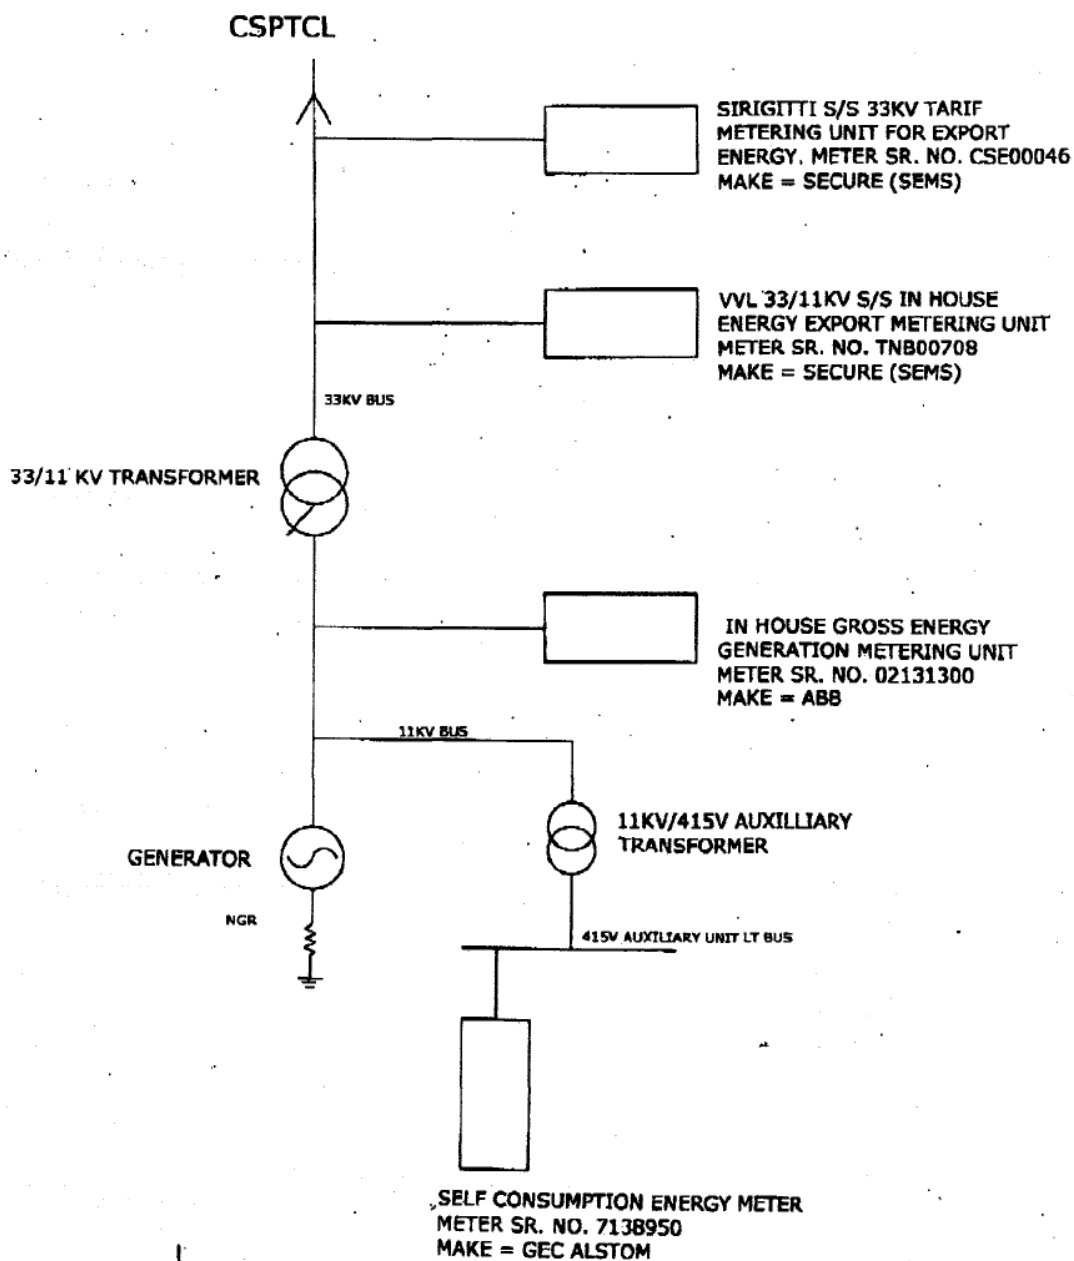 CSPTCL
SIRIGITTI S/S 33KV TARIF
METERING UNIT FOR EXPORT
ENERGY. METER SR. NO. CSE00046
MAKE = SECURE (SEMS)
VVL 33/11KV S/S IN HOUSE
ENERGY EXPORT METERING UNIT
METER SR. NO. TNB00708
MAKE = SECURE (SEMS)
33KV BUS
33/11 KV TRANSFORMER
IN HOUSE GROSS ENERGY
GENERATION METERING UNIT
METER SR. NO. 02131300
MAKE = ABB
11KV BUS
11KV/415V AUXILLIARY
TRANSFORMER
GENERATOR
NGR
415V AUXILIARY UNIT LT BUS
SELF CONSUMPTION ENERGY METER
METER SR. NO. 7138950
MAKE = GEC ALSTOM